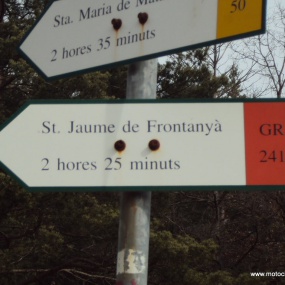 Sta. Maria de
50
2 hores 35 minuts
St. Jaume de Frontanyà
GR
2 hores 25 minuts
241